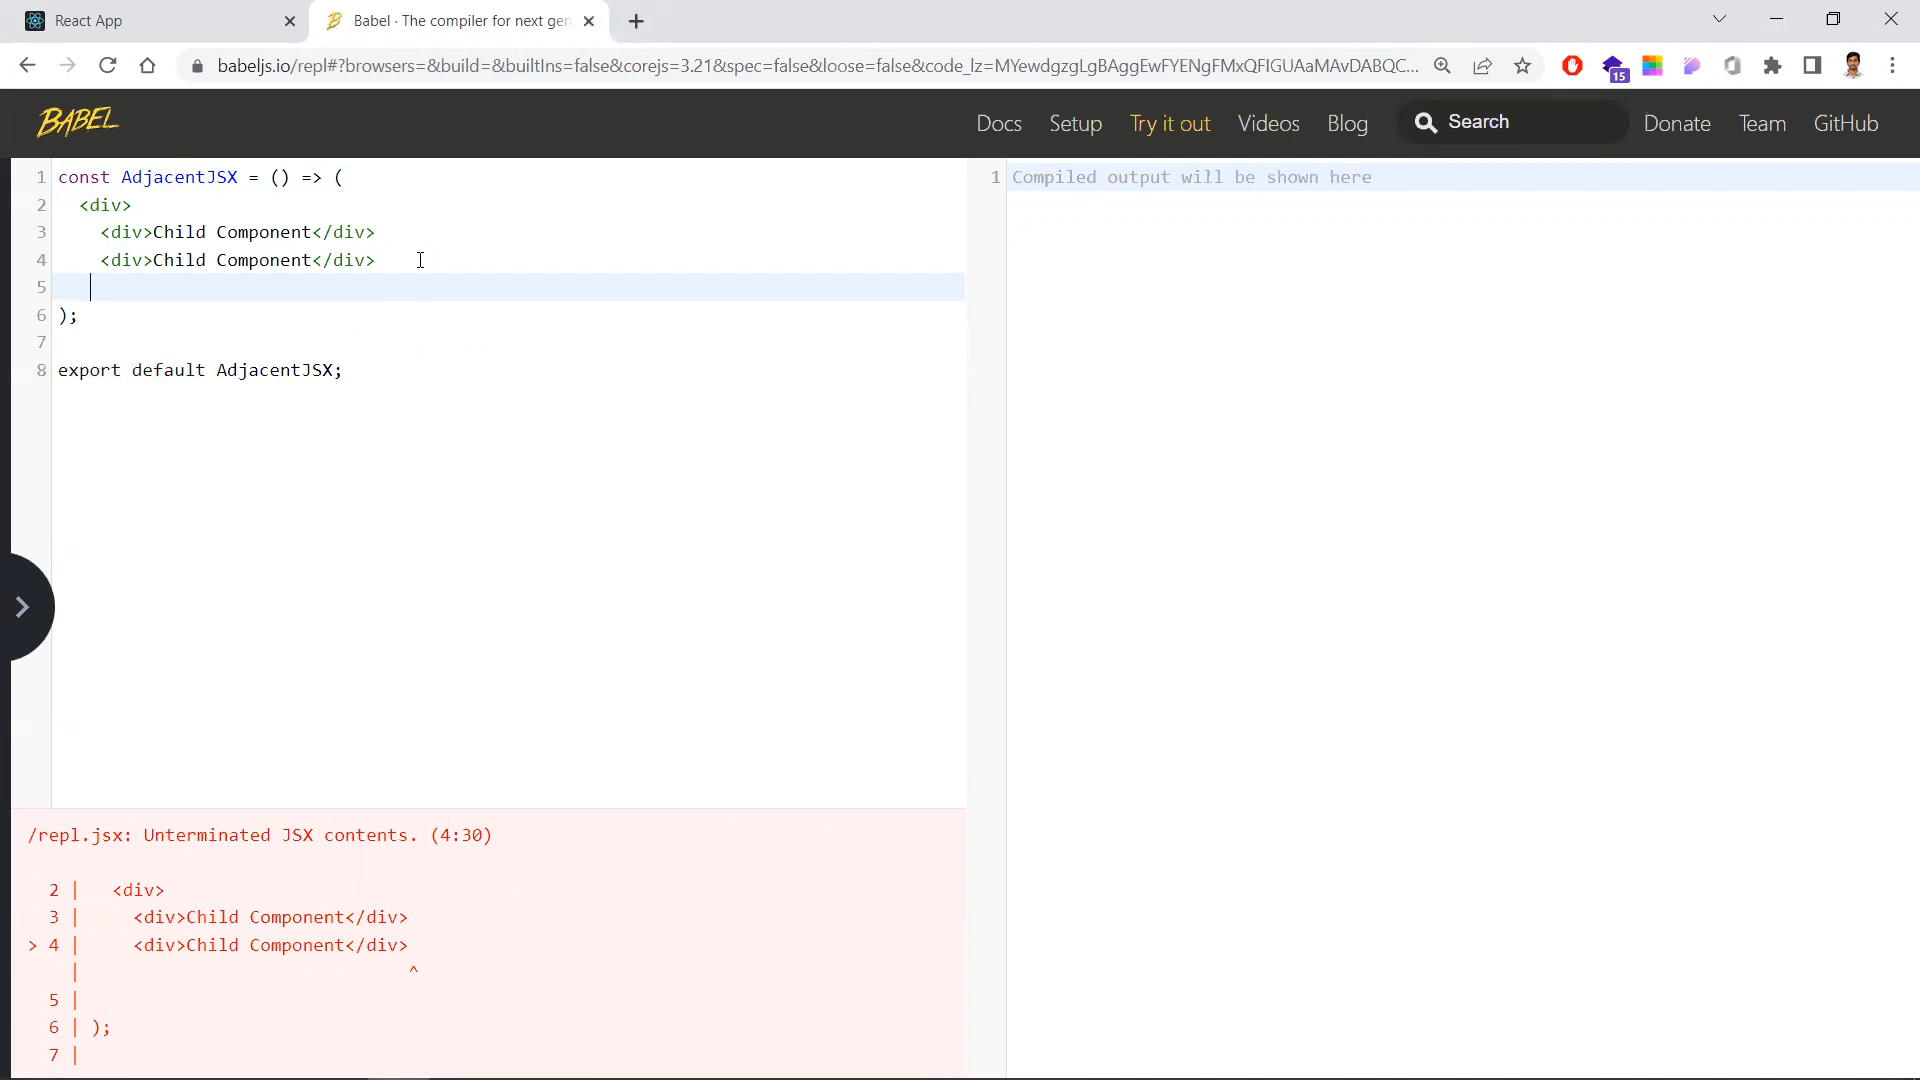 React App
Babel · The compiler for next gen
babeljs.io/repl#?browsers=&build=&builtIns=false&corejs=3.21&spec=false&loose=false&code_lz=MYewdgzgLgBAggEwFYENgFMxQFIGUAaMAvDABQC...
15
BABEL
Docs Setup Try it out Videos Blog Search Donate Team GitHub
1 const AdjacentJSX = () => (
2 <div>
3 <div>Child Component</div>
4 <div>Child Component</div>
5
6 );
7
8 export default AdjacentJSX;
1 Compiled output will be shown here
/repl.jsx: Unterminated JSX contents. (4:30)
2 | <div>
3 | <div>Child Component</div>
> 4 | <div>Child Component</div>
| ^
5 |
6 | );
7 |